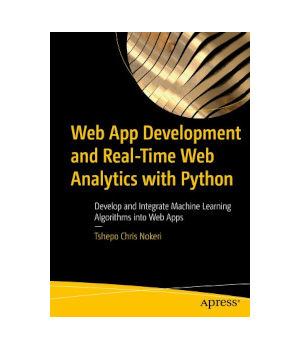 Web App Development
and Real-Time Web
Analytics with Python
Develop and Integrate Machine Learning
Algorithms into Web Apps
—
Tshepo Chris Nokeri
Apress®